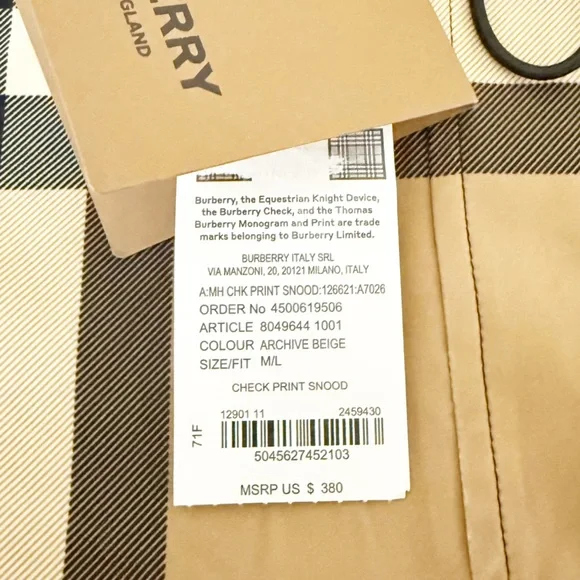 RRY
GLAND
Burberry, the Equestrian Knight Device,
the Burberry Check, and the Thomas
Burberry Monogram and Print are trade
marks belonging to Burberry Limited.
BURBERRY ITALY SRL
VIA MANZONI, 20, 20121 MILANO, ITALY
A:MH CHK PRINT SNOOD:126621:A7026
ORDER No 4500619506
ARTICLE 8049644 1001
COLOUR ARCHIVE BEIGE
SIZE/FIT M/L
CHECK PRINT SNOOD
12901 11 2459430
71F
5045627452103
MSRP US $ 380